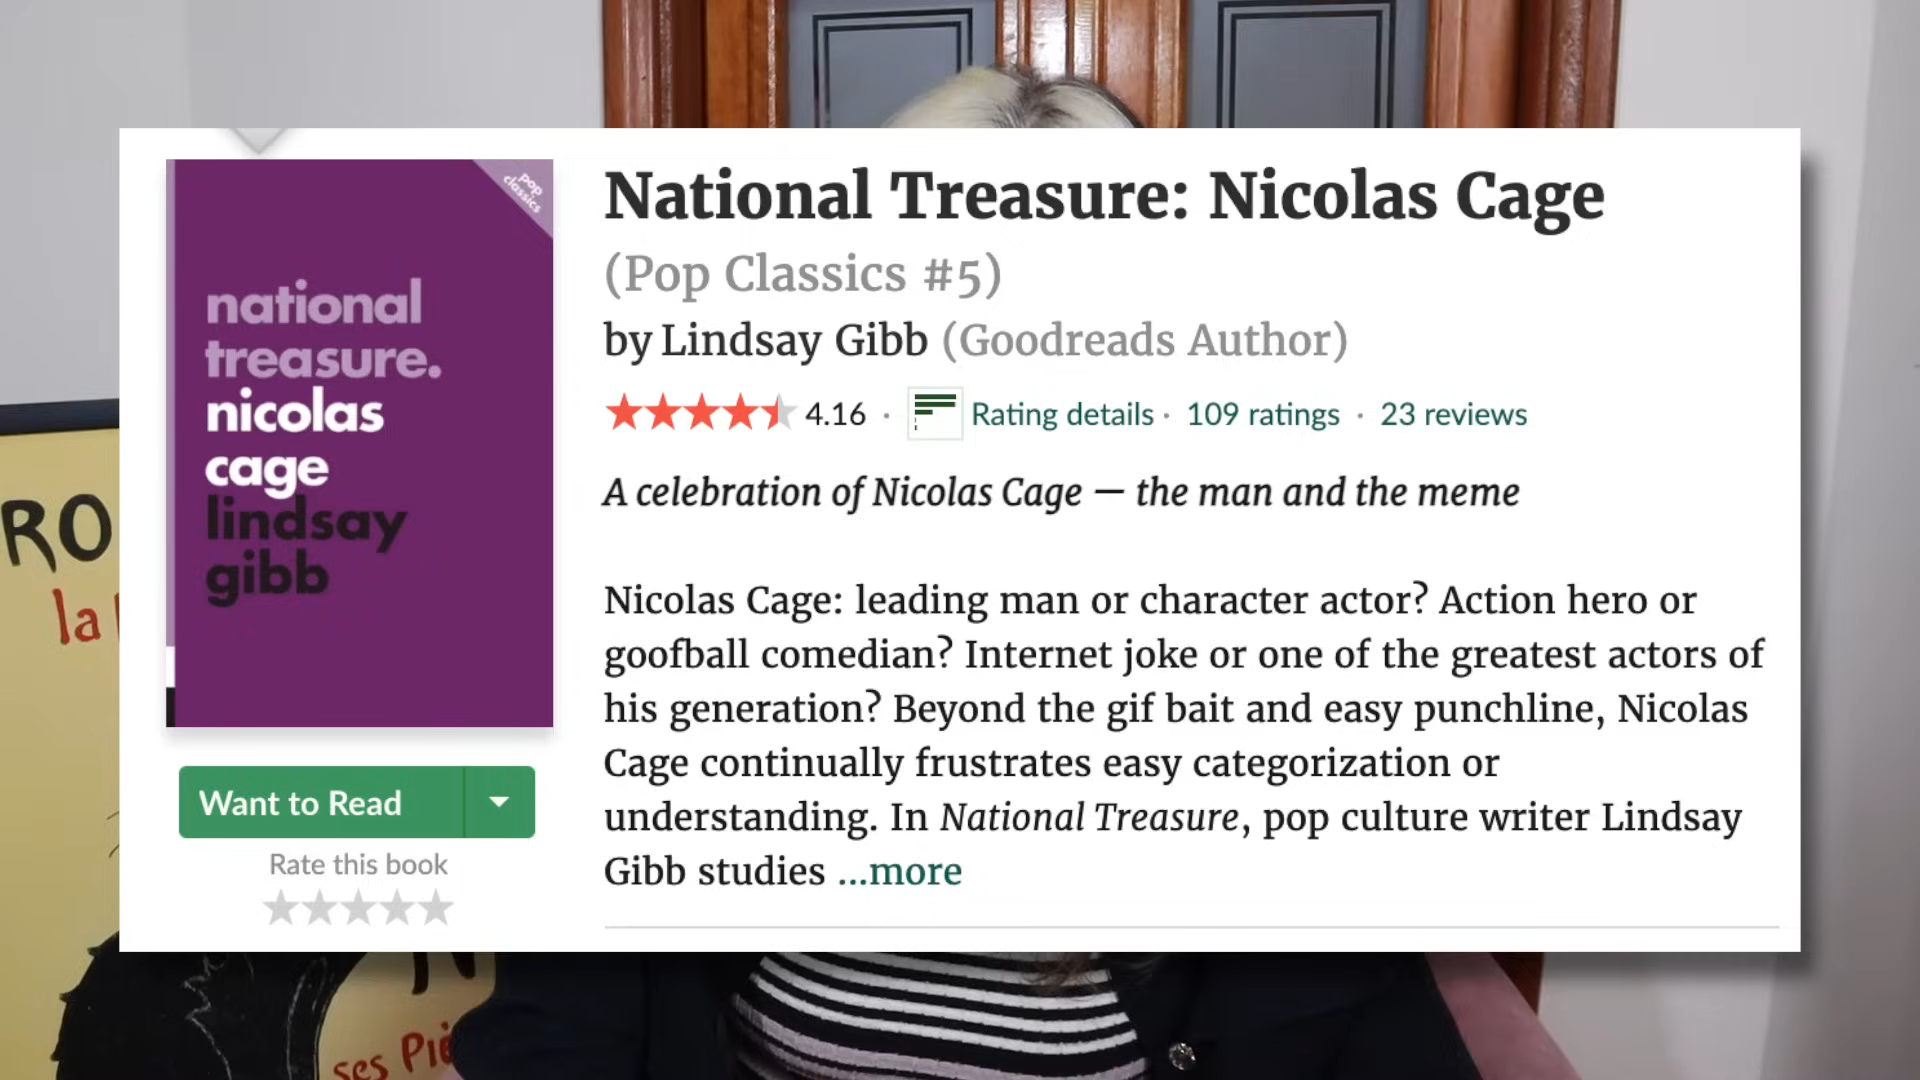 pop
classics
national
treasure.
nicolas
cage
lindsay
gibb
Want to Read
Rate this book
National Treasure: Nicolas Cage
(Pop Classics #5)
by Lindsay Gibb (Goodreads Author)
4.16 · Rating details · 109 ratings · 23 reviews
A celebration of Nicolas Cage — the man and the meme
Nicolas Cage: leading man or character actor? Action hero or
goofball comedian? Internet joke or one of the greatest actors of
his generation? Beyond the gif bait and easy punchline, Nicolas
Cage continually frustrates easy categorization or
understanding. In National Treasure, pop culture writer Lindsay
Gibb studies ...more
RO
la
ses Piè